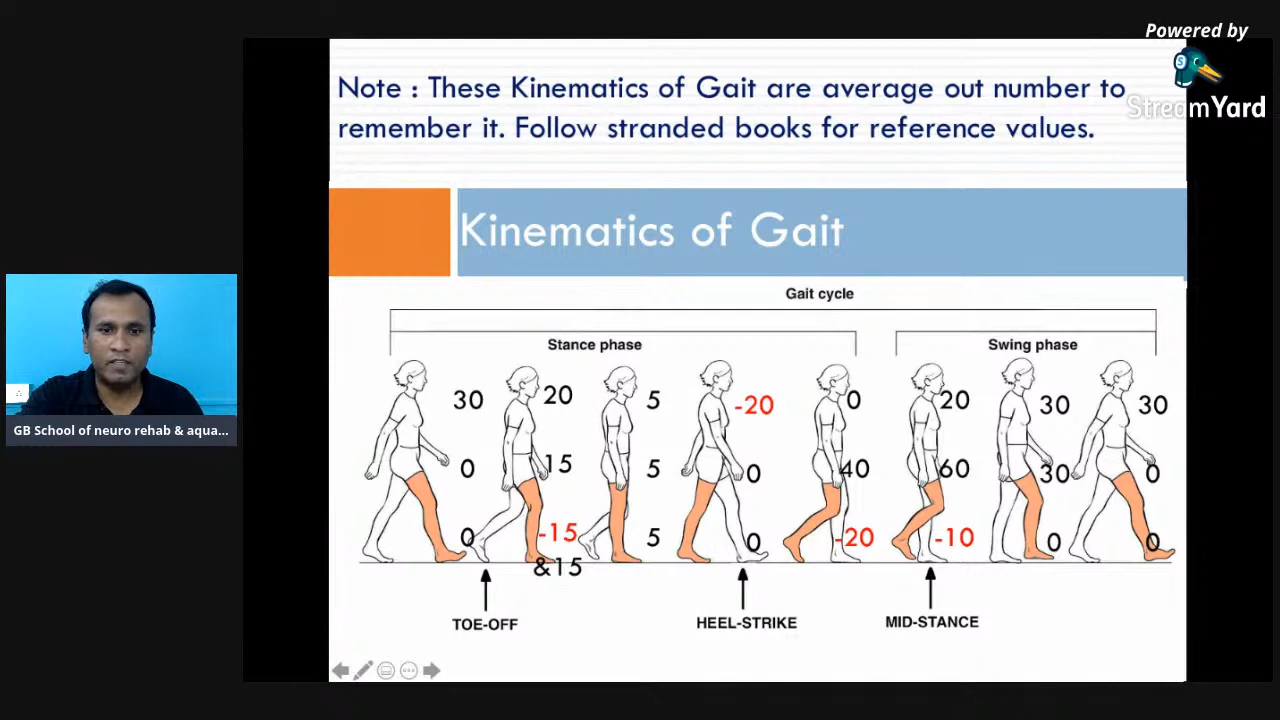 Powered by
StreamYard
Note : These Kinematics of Gait are average out number to
remember it. Follow stranded books for reference values.
Kinematics of Gait
Gait cycle
Stance phase
Swing phase
30 20 5 -20 0 20 30 30
0 15 5 0 40 60 30 0
0 -15 5 0 -20 -10 0 0
&15
TOE-OFF
HEEL-STRIKE
MID-STANCE
GB School of neuro rehab & aqua...